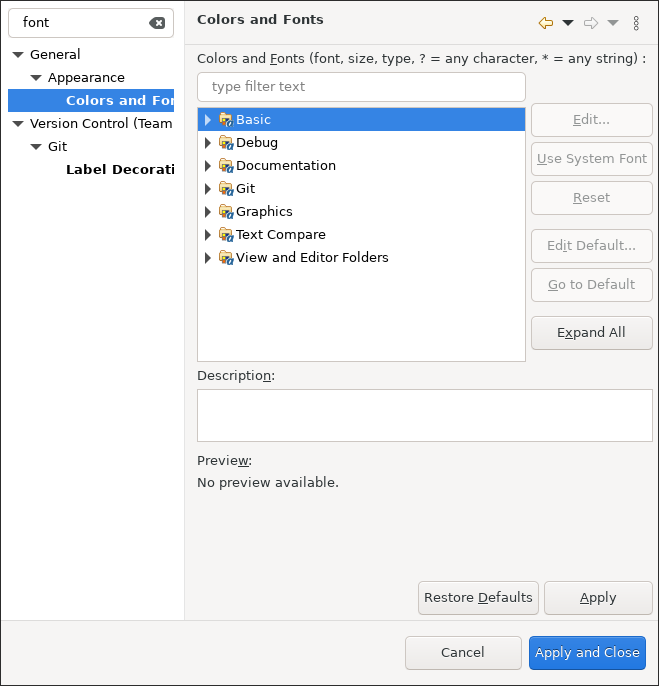 font
General
Appearance
Colors and For
Version Control (Team
Git
Label Decorati
Colors and Fonts
Colors and Fonts (font, size, type, ? = any character, * = any string) :
type filter text
Basic
Debug
Documentation
Git
Graphics
Text Compare
View and Editor Folders
Edit...
Use System Font
Reset
Edit Default...
Go to Default
Expand All
Description:
Preview:
No preview available.
Restore Defaults
Apply
Cancel
Apply and Close